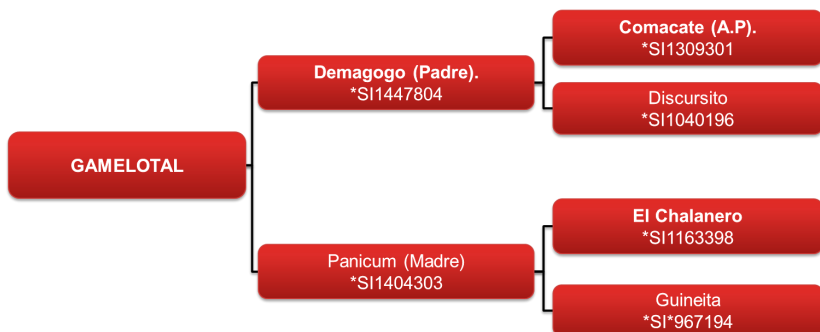 GAMELOTAL
Demagogo (Padre).
*SI1447804
Comacate (A.P).
*SI1309301
Discursito
*SI1040196
Panicum (Madre)
*SI1404303
El Chalanero
*SI1163398
Guineita
*SI*967194